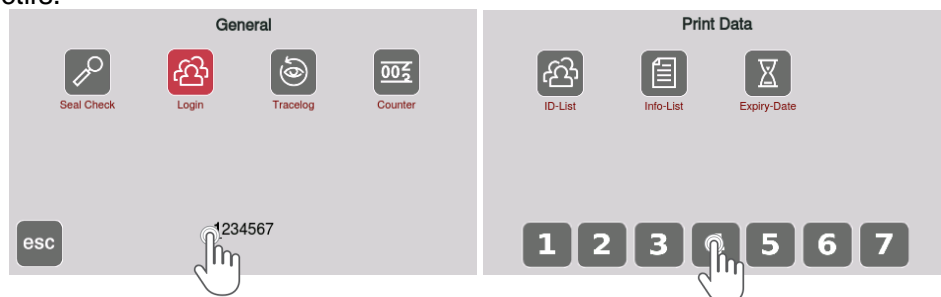 General
Seal Check
Login
Tracelog
Counter
esc
1234567
Print Data
ID-List
Info-List
Expiry-Date
1 2 3 5 6 7